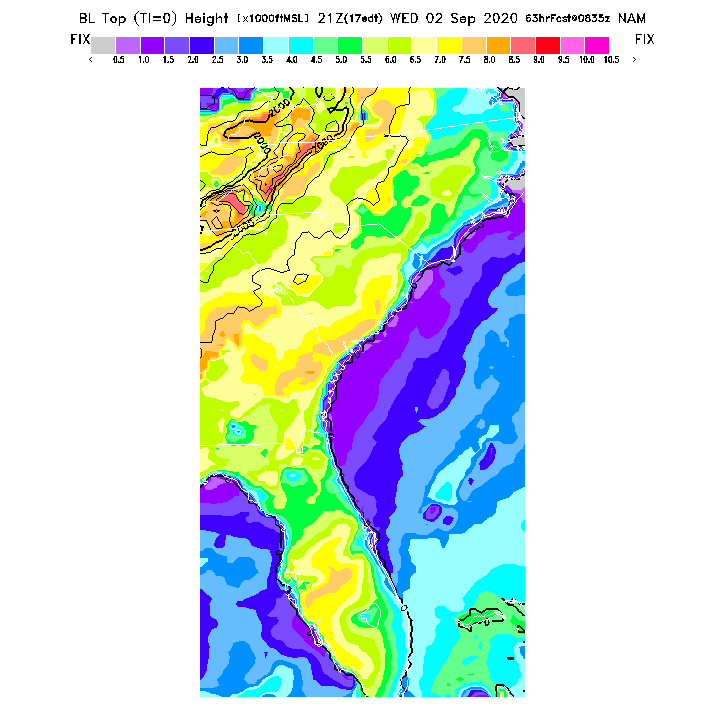 BL Top (TI=0) Height [x1000ftMSL] 21Z(17edt) WED 02 Sep 2020 63hrFcst@0835z NAM
FIX FIX
< 0.5 1.0 1.5 2.0 2.5 3.5 4.0 4.5 5.0 5.5 6.0 6.5 7.0 7.5 8.0 8.5 9.0 9.5 10.0 10.5 >
2000
2000
2000